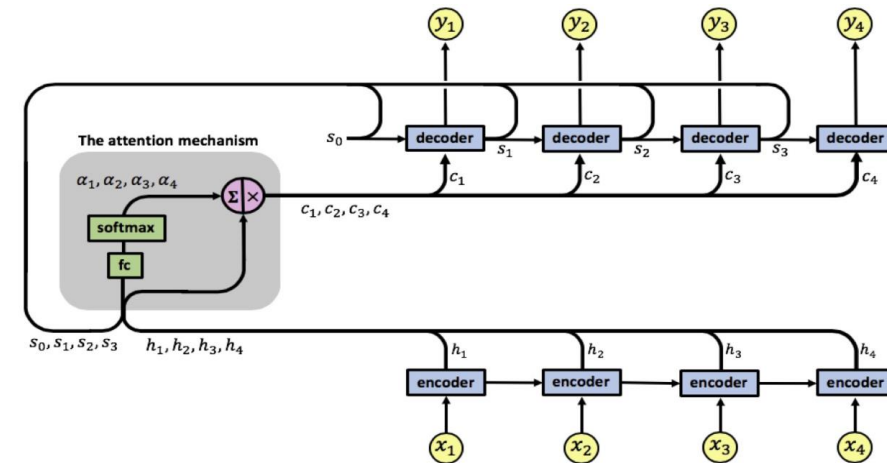 y₁ y₂ y₃ y₄
The attention mechanism
s₀ decoder s₁ decoder s₂ decoder s₃ decoder
α₁, α₂, α₃, α₄
c₁ c₂ c₃ c₄
Σ ×
c₁, c₂, c₃, c₄
softmax
fc
s₀, s₁, s₂, s₃ h₁, h₂, h₃, h₄
h₁ h₂ h₃ h₄
encoder encoder encoder encoder
x₁ x₂ x₃ x₄